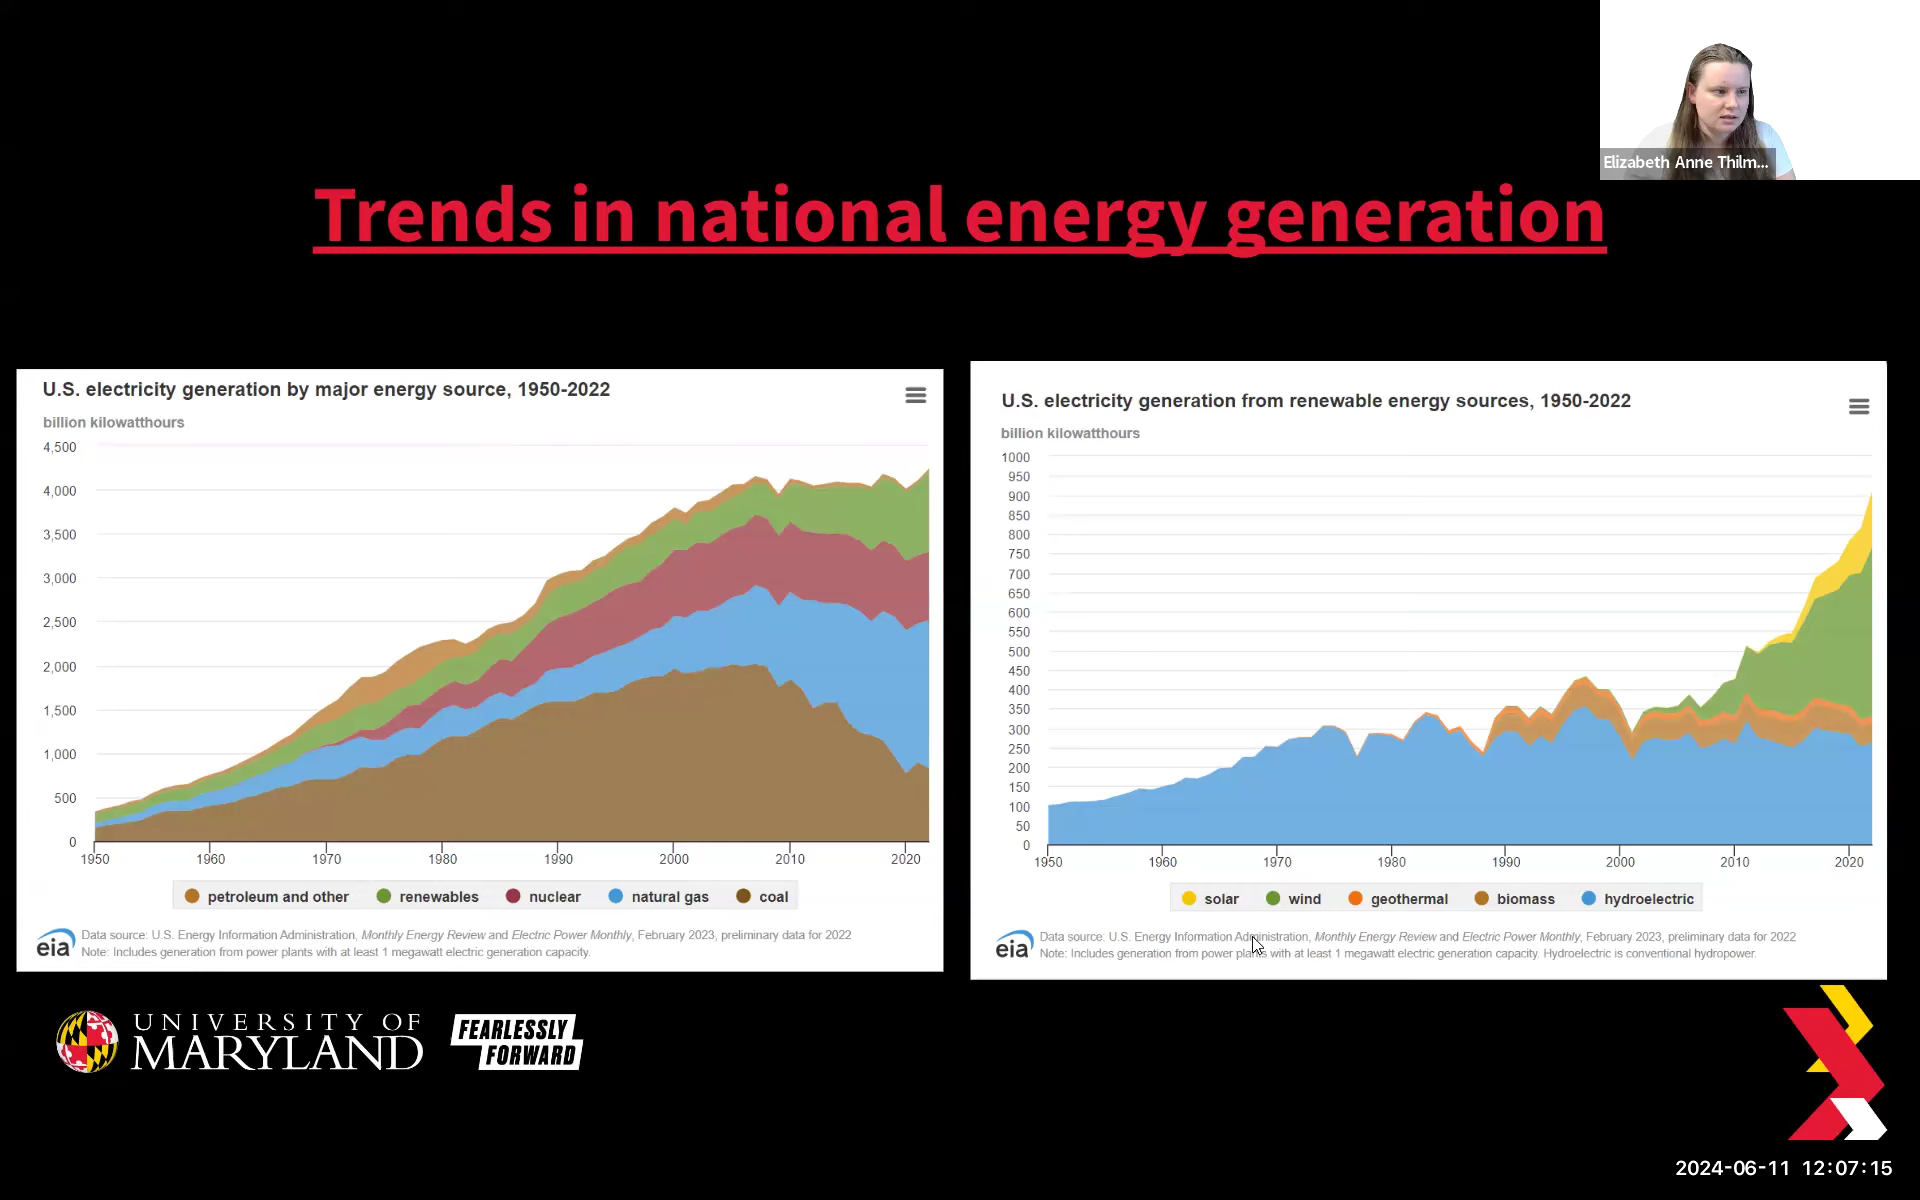 Elizabeth Anne Thilm...
Trends in national energy generation
U.S. electricity generation by major energy source, 1950-2022
billion kilowatthours
4,500
4,000
3,500
3,000
2,500
2,000
1,500
1,000
500
0
1950 1960 1970 1980 1990 2000 2010 2020
petroleum and other renewables nuclear natural gas coal
eia
Data source: U.S. Energy Information Administration, Monthly Energy Review and Electric Power Monthly, February 2023, preliminary data for 2022
Note: Includes generation from power plants with at least 1 megawatt electric generation capacity.
U.S. electricity generation from renewable energy sources, 1950-2022
billion kilowatthours
1000
950
900
850
800
750
700
650
600
550
500
450
400
350
300
250
200
150
100
50
0
1950 1960 1970 1980 1990 2000 2010 2020
solar wind geothermal biomass hydroelectric
eia
Data source: U.S. Energy Information Administration, Monthly Energy Review and Electric Power Monthly, February 2023, preliminary data for 2022
Note: Includes generation from power plants with at least 1 megawatt electric generation capacity. Hydroelectric is conventional hydropower.
UNIVERSITY OF
MARYLAND
FEARLESSLY
FORWARD
2024-06-11 12:07:15